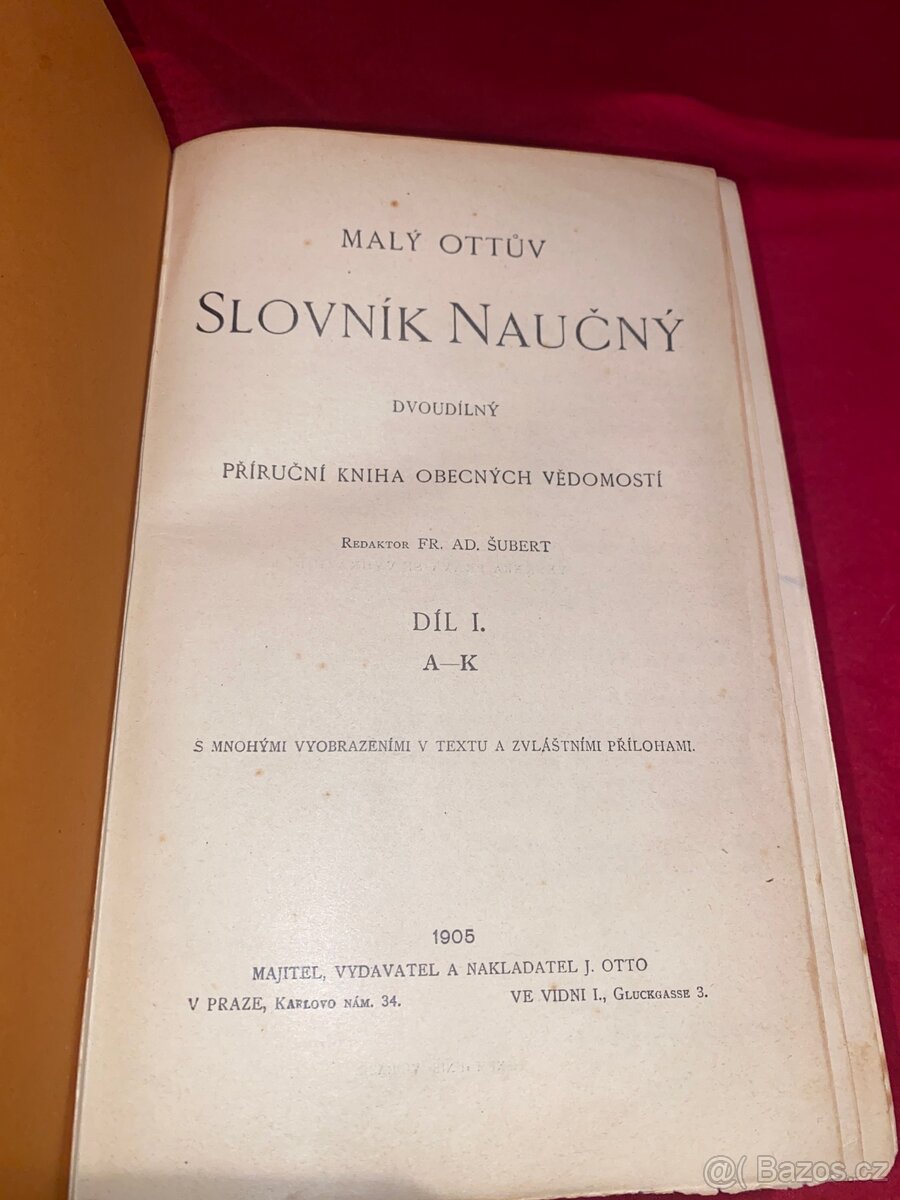 MALÝ OTTŮV
SLOVNÍK NAUČNÝ
DVOUDÍLNÝ
PŘÍRUČNÍ KNIHA OBECNÝCH VĚDOMOSTÍ
REDAKTOR FR. AD. ŠUBERT
DÍL I.
A—K
S MNOHÝMI VYOBRAZENÍMI V TEXTU A ZVLÁŠTNÍMI PŘÍLOHAMI.
1905
MAJITEL, VYDAVATEL A NAKLADATEL J. OTTO
V PRAZE, KARLOVO NÁM. 34. VE VÍDNI I., GLUCKGASSE 3.
@( Bazos.cz